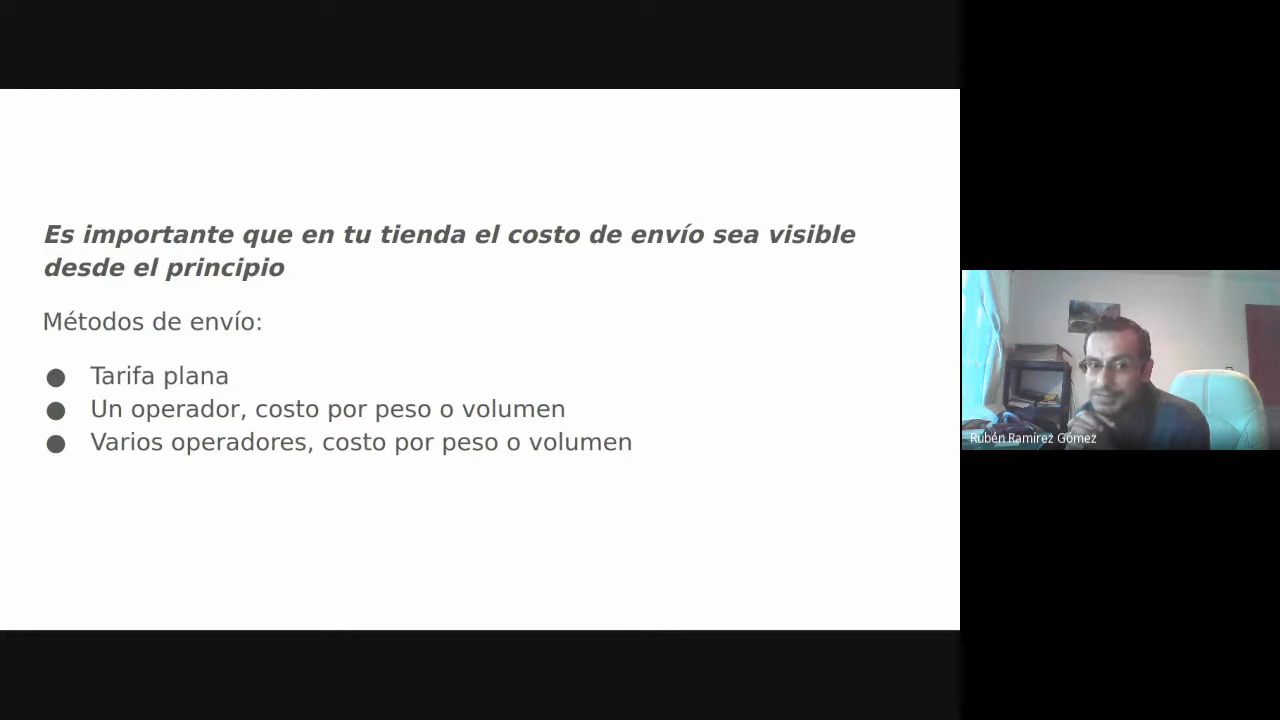 Es importante que en tu tienda el costo de envío sea visible
desde el principio
Métodos de envío:
● Tarifa plana
● Un operador, costo por peso o volumen
● Varios operadores, costo por peso o volumen
Rubén Ramírez Gómez